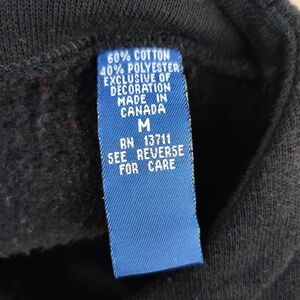 60% COTTON
40% POLYESTER
EXCLUSIVE OF
DECORATION
MADE IN
CANADA
M
RN 13711
SEE REVERSE
FOR CARE